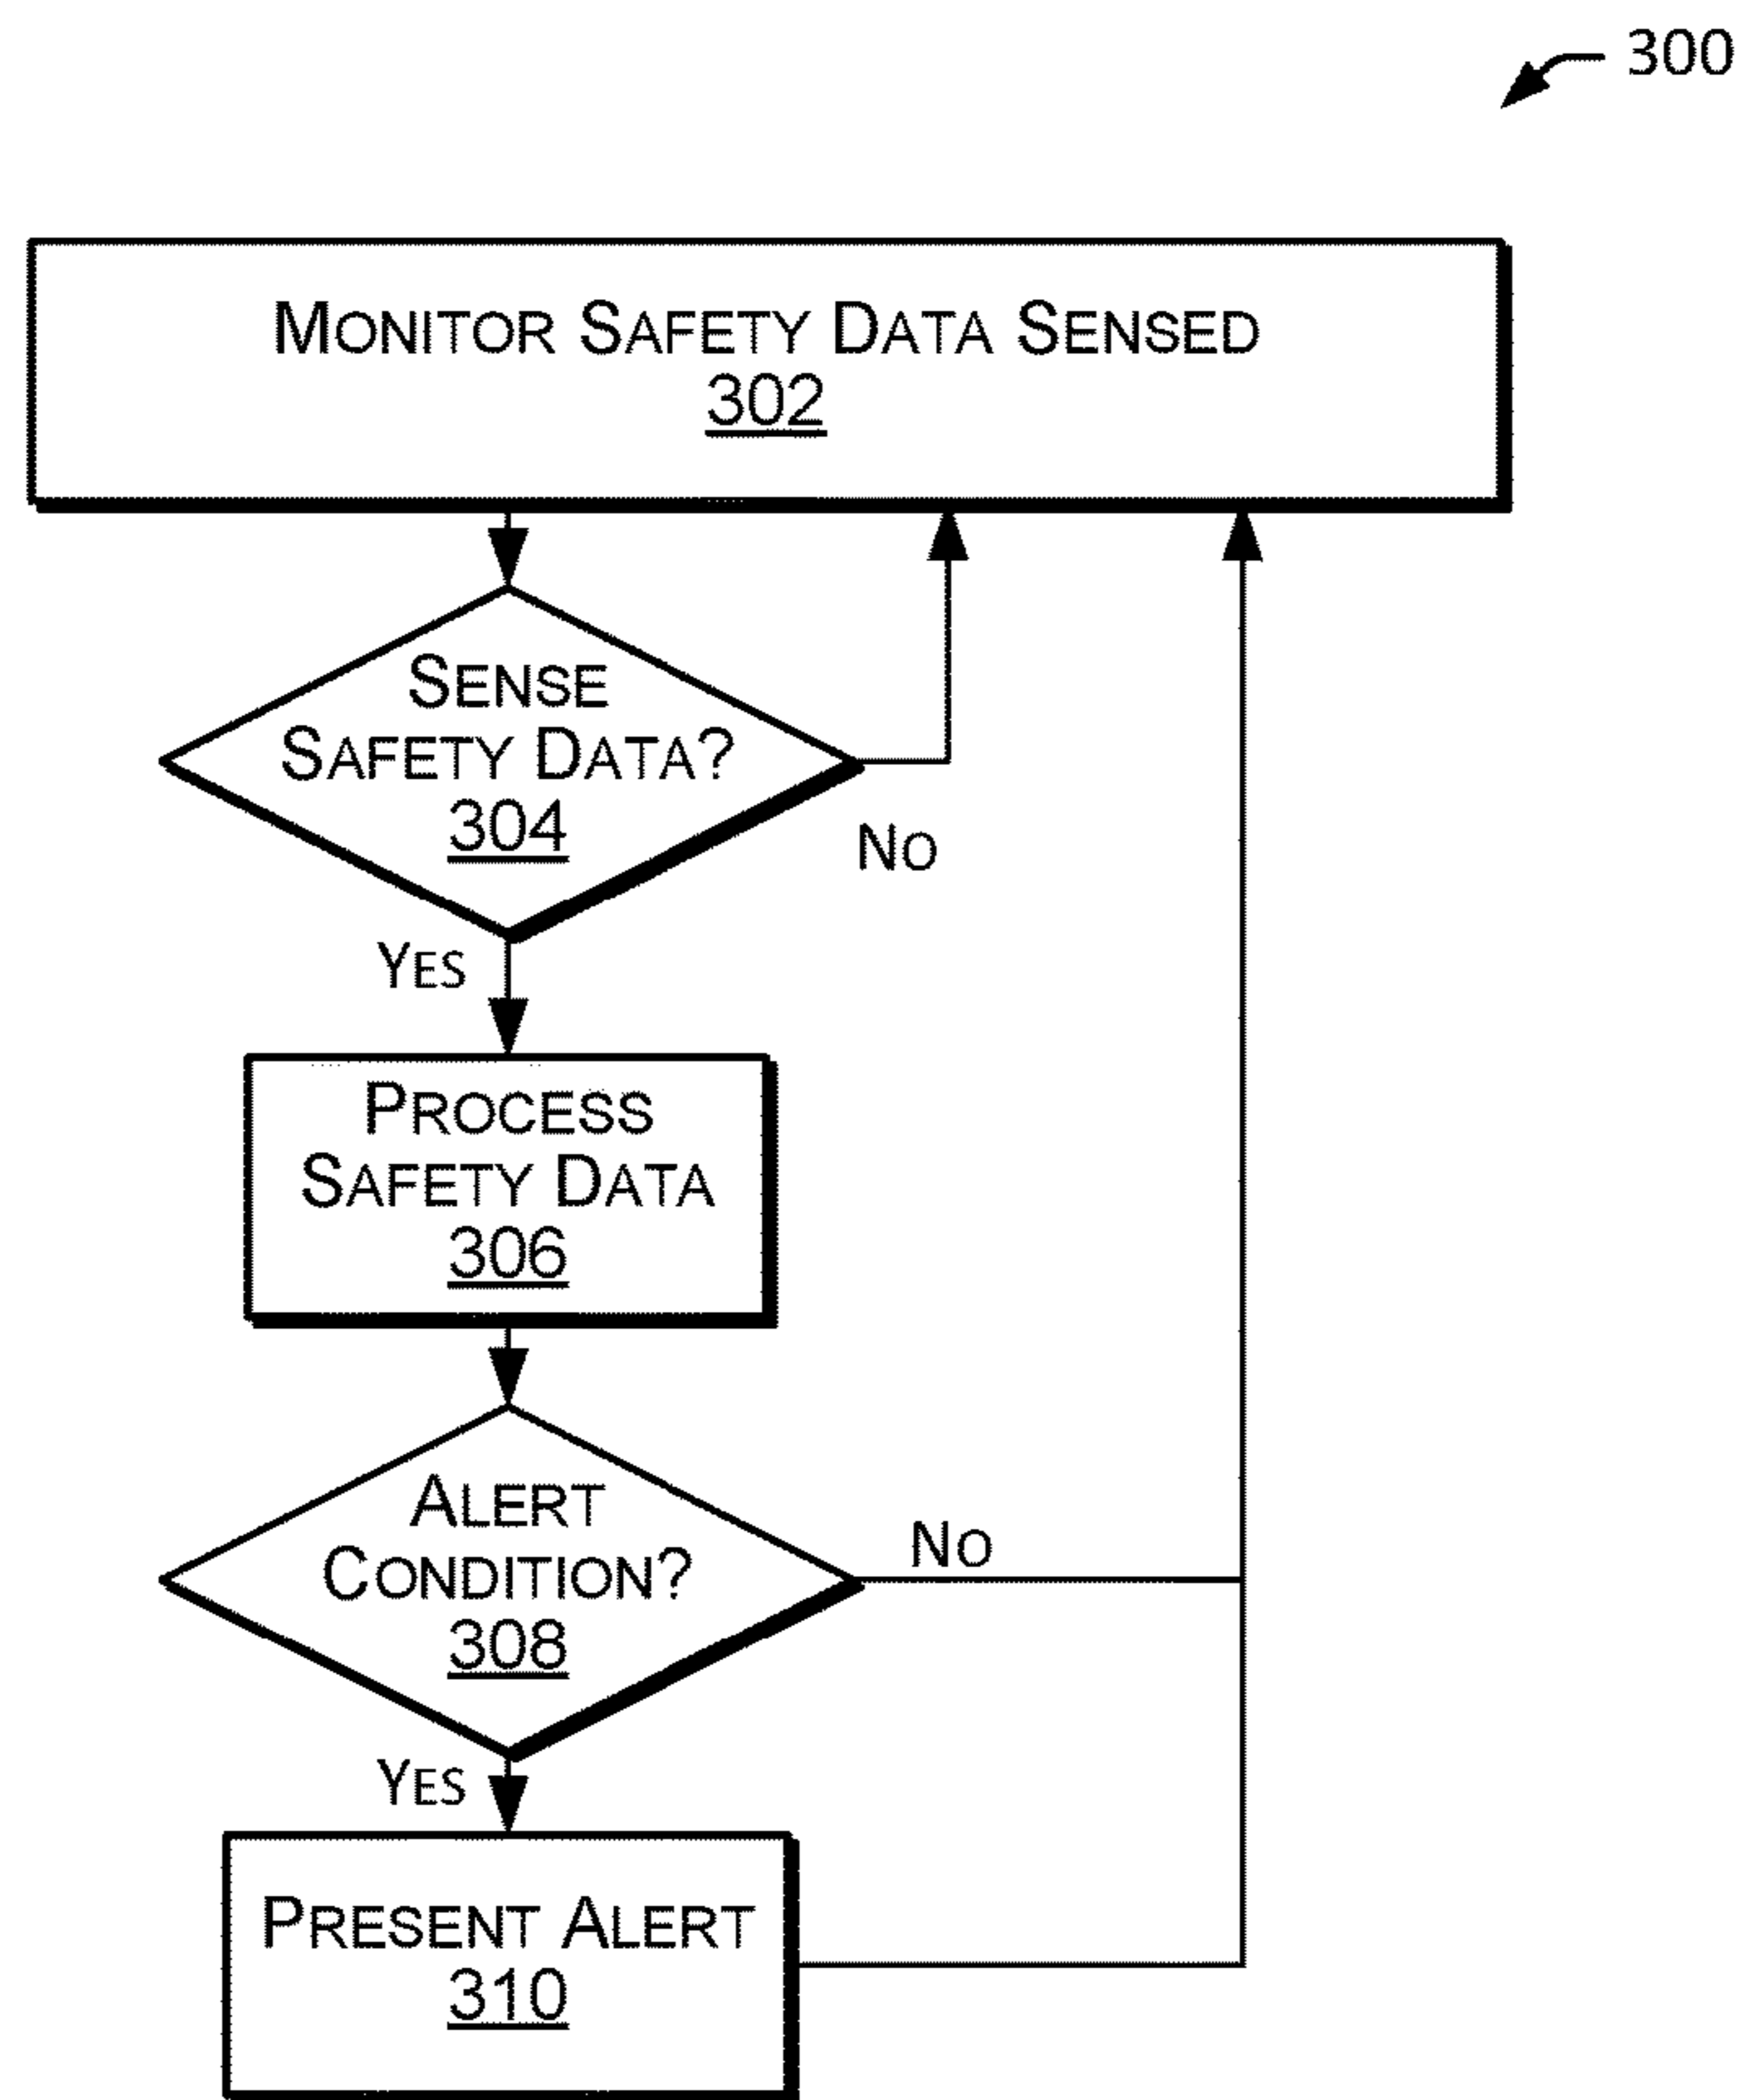 300
MONITOR SAFETY DATA SENSED
302
SENSE
SAFETY DATA?
304
NO
YES
PROCESS
SAFETY DATA
306
ALERT
CONDITION?
308
NO
YES
PRESENT ALERT
310